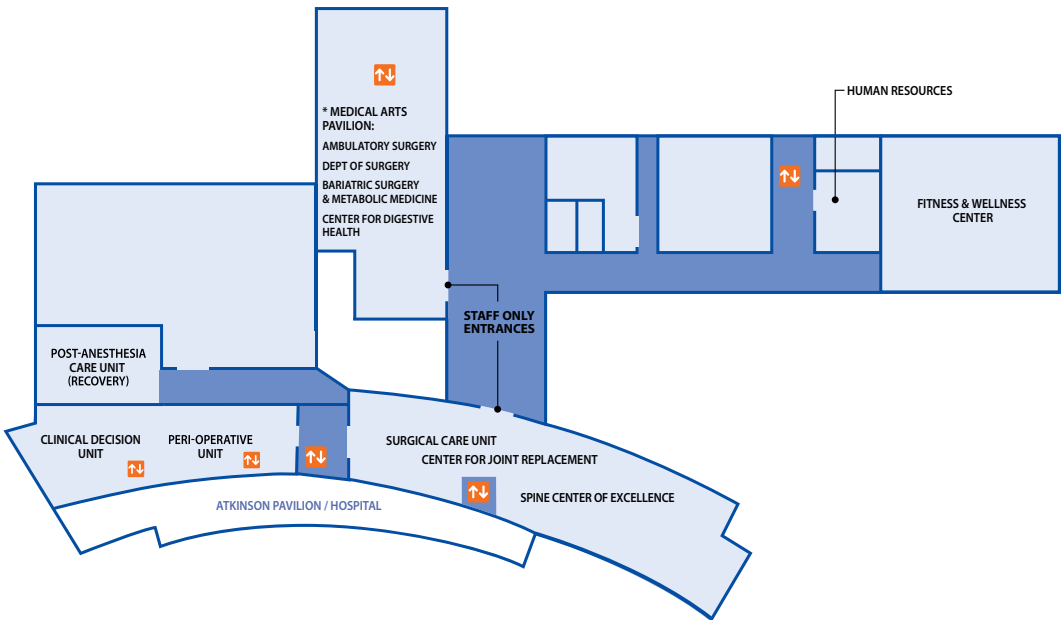 * MEDICAL ARTS
PAVILION:
AMBULATORY SURGERY
DEPT OF SURGERY
BARIATRIC SURGERY
& METABOLIC MEDICINE
CENTER FOR DIGESTIVE
HEALTH
HUMAN RESOURCES
FITNESS & WELLNESS
CENTER
STAFF ONLY
ENTRANCES
POST-ANESTHESIA
CARE UNIT
(RECOVERY)
CLINICAL DECISION
UNIT
PERI-OPERATIVE
UNIT
SURGICAL CARE UNIT
CENTER FOR JOINT REPLACEMENT
SPINE CENTER OF EXCELLENCE
ATKINSON PAVILION / HOSPITAL